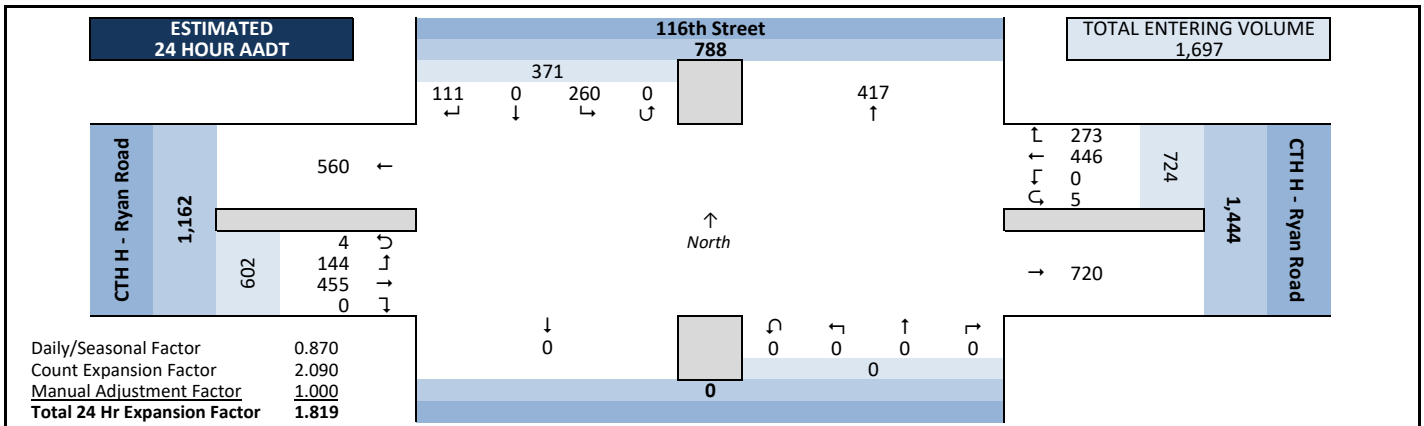 ESTIMATED
24 HOUR AADT
116th Street
788
TOTAL ENTERING VOLUME
1,697
371
111 0 260 0
↵ ↓ ↳ ⮍
417
↑
CTH H - Ryan Road
1,162
560 ←
602
4 ⮌
144 ↰
455 →
0 ↴
↑
North
↑ 273
← 446
↓ 0
⮎ 5
724
1,444
CTH H - Ryan Road
→ 720
↓
0
⮏ ↰ ↑ ↱
0 0 0 0
0
0
Daily/Seasonal Factor 0.870
Count Expansion Factor 2.090
Manual Adjustment Factor 1.000
Total 24 Hr Expansion Factor 1.819